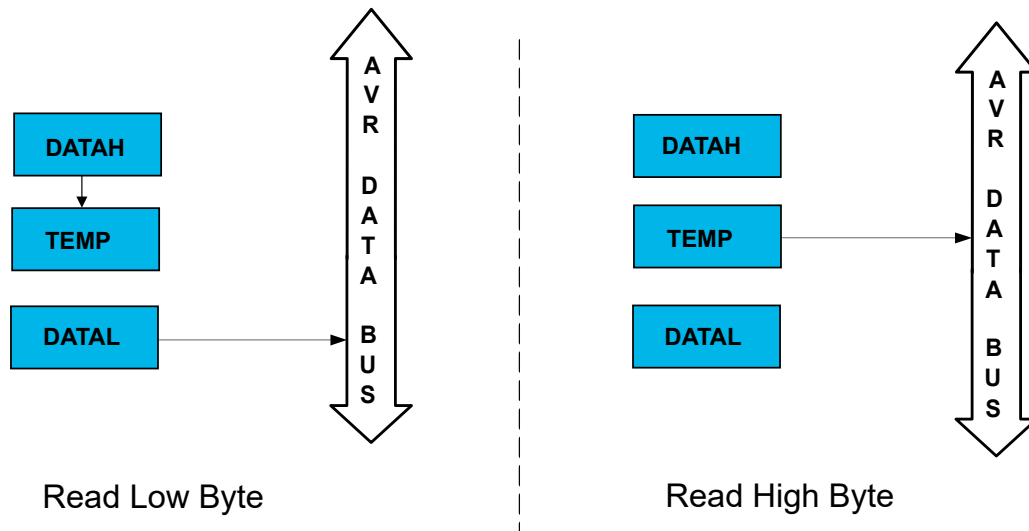 DATAH
TEMP
DATAL
AVR DATA BUS
Read Low Byte
DATAH
TEMP
DATAL
AVR DATA BUS
Read High Byte